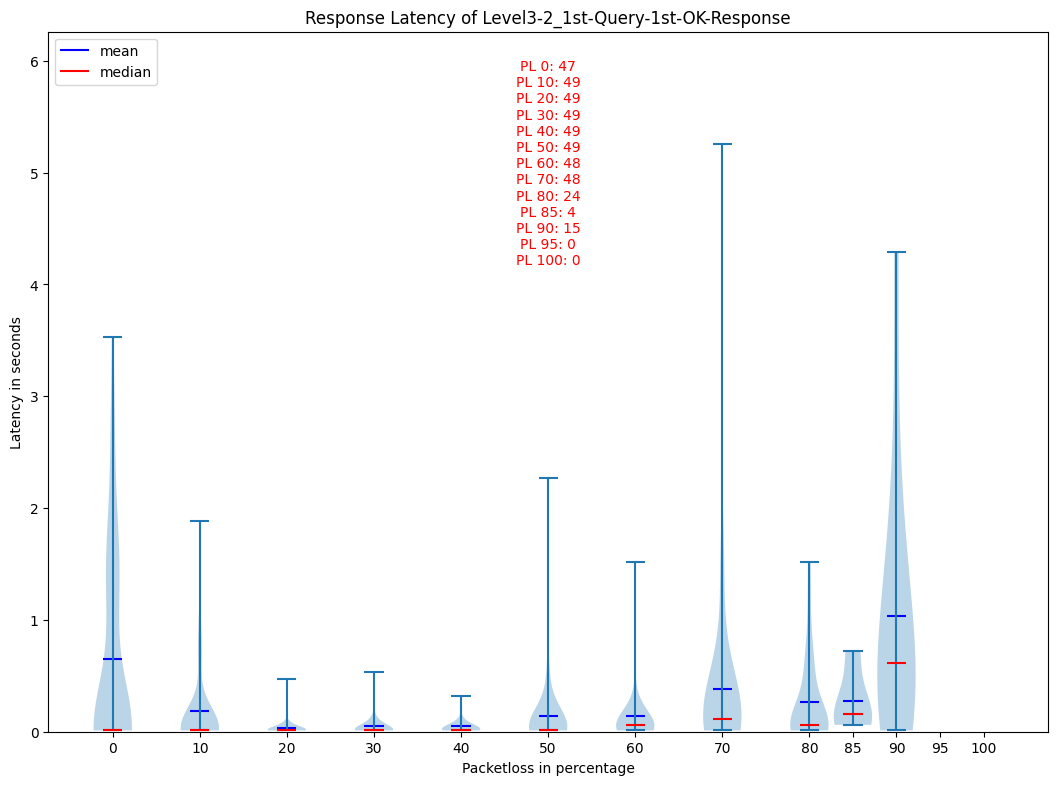 Response Latency of Level3-2_1st-Query-1st-OK-Response
mean
median
PL 0: 47
PL 10: 49
PL 20: 49
PL 30: 49
PL 40: 49
PL 50: 49
PL 60: 48
PL 70: 48
PL 80: 24
PL 85: 4
PL 90: 15
PL 95: 0
PL 100: 0
Latency in seconds
6
5
4
3
2
1
0
0 10 20 30 40 50 60 70 80 85 90 95 100
Packetloss in percentage